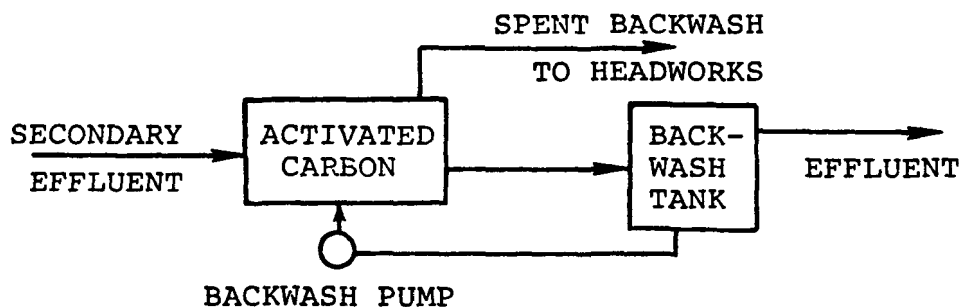 SPENT BACKWASH
TO HEADWORKS
SECONDARY
EFFLUENT
ACTIVATED
CARBON
BACK-
WASH
TANK
EFFLUENT
BACKWASH PUMP